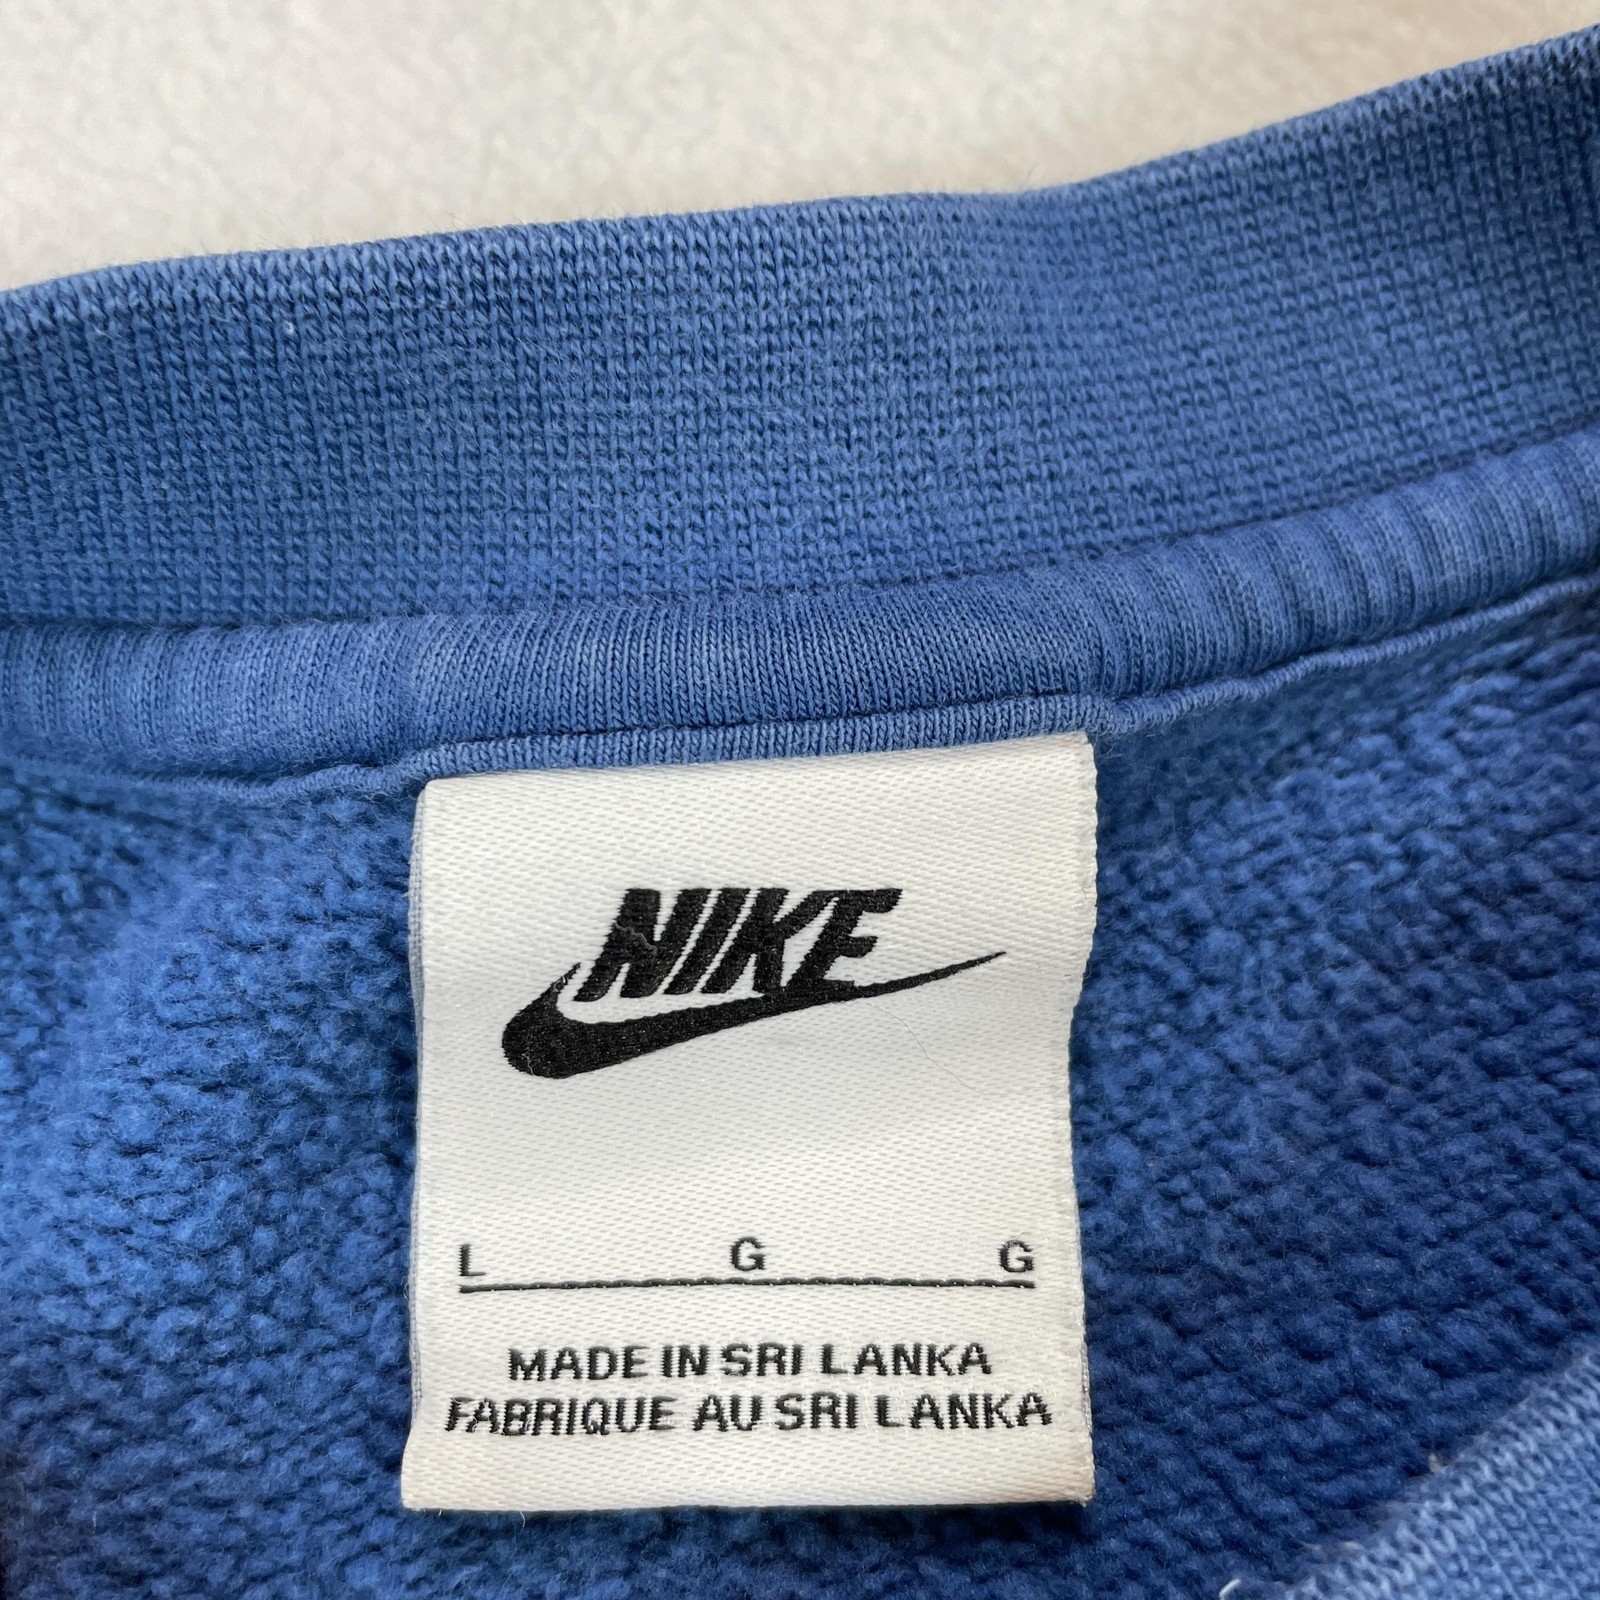 NIKE
L G G
MADE IN SRI LANKA
FABRIQUE AU SRI LANKA